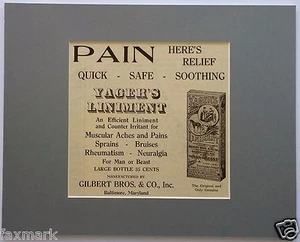 PAIN
HERE'S
RELIEF
QUICK - SAFE - SOOTHING
YAGER'S
LINIMENT
An Efficient Liniment
and Counter Irritant for
Muscular Aches and Pains
Sprains - Bruises
Rheumatism - Neuralgia
For Man or Beast
LARGE BOTTLE 35 CENTS
MANUFACTURED BY
GILBERT BROS. & CO., Inc.
Baltimore, Maryland
The Original and
Only Genuine
faxmark